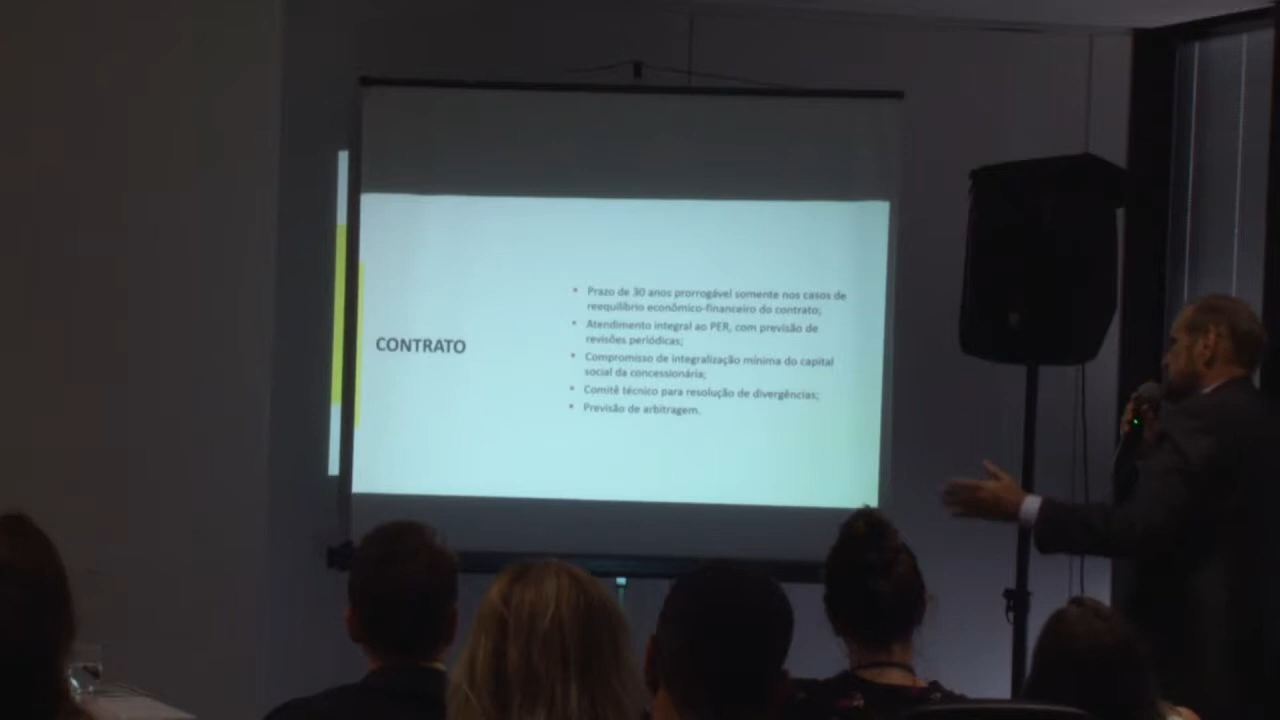 CONTRATO
• Prazo de 30 anos prorrogável somente nos casos de
reequilíbrio econômico-financeiro do contrato;
• Atendimento integral ao PER, com previsão de
revisões periódicas;
• Compromisso de integralização mínima do capital
social da concessionária;
• Comitê técnico para resolução de divergências;
• Previsão de arbitragem.